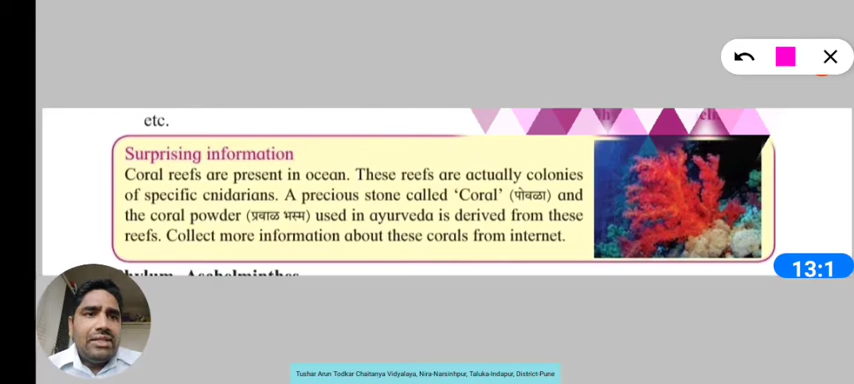 etc.
Surprising information
Coral reefs are present in ocean. These reefs are actually colonies
of specific cnidarians. A precious stone called ‘Coral’ (पोवळा) and
the coral powder (प्रवाळ भस्म) used in ayurveda is derived from these
reefs. Collect more information about these corals from internet.
13:1
Tushar Arun Todkar Chaitanya Vidyalaya, Nira-Narsinhpur, Taluka-Indapur, District-Pune